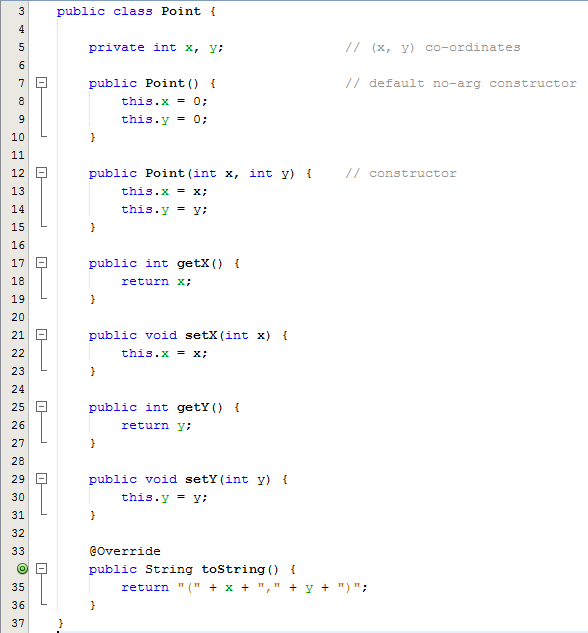 3 public class Point {
4
5     private int x, y;               // (x, y) co-ordinates
6
7     public Point() {                // default no-arg constructor
8         this.x = 0;
9         this.y = 0;
10     }
11
12     public Point(int x, int y) {    // constructor
13         this.x = x;
14         this.y = y;
15     }
16
17     public int getX() {
18         return x;
19     }
20
21     public void setX(int x) {
22         this.x = x;
23     }
24
25     public int getY() {
26         return y;
27     }
28
29     public void setY(int y) {
30         this.y = y;
31     }
32
33     @Override
    public String toString() {
35         return "(" + x + "," + y + ")";
36     }
37 }